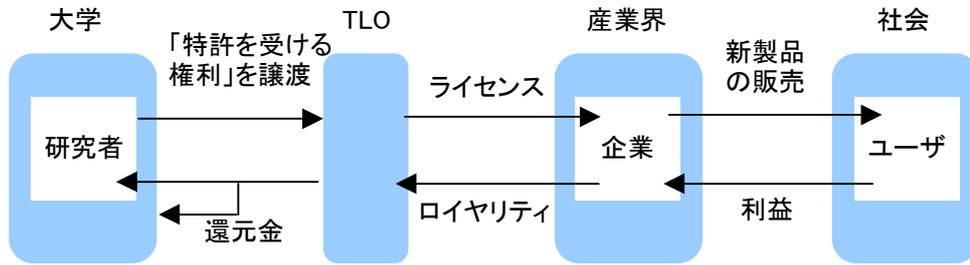 大学
TLO
産業界
社会
「特許を受ける
権利」を譲渡
ライセンス
新製品
の販売
研究者
企業
ユーザ
還元金
ロイヤリティ
利益